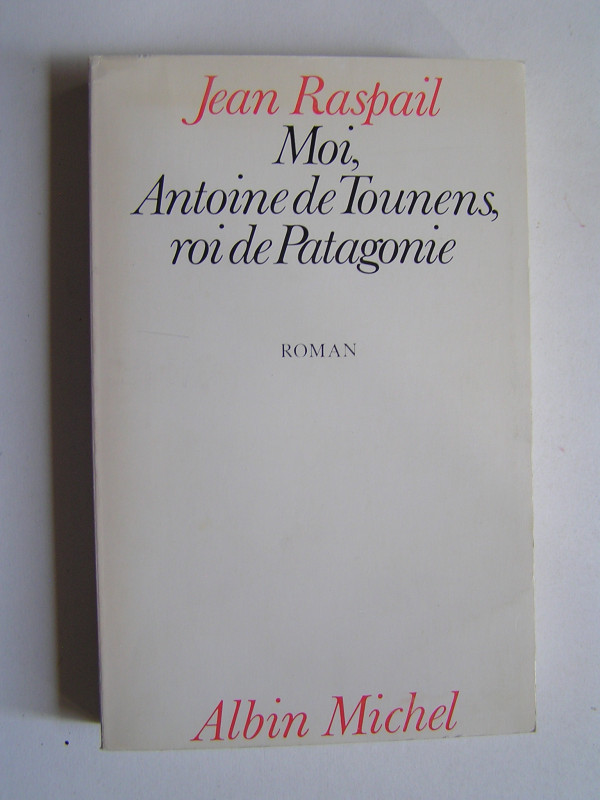 Jean Raspail
Moi,
Antoine de Tounens,
roi de Patagonie
ROMAN
Albin Michel